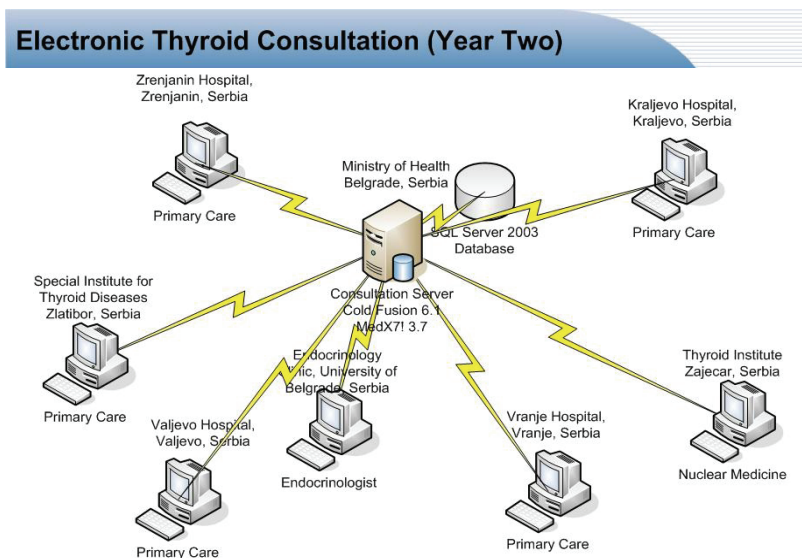 Electronic Thyroid Consultation (Year Two)
Zrenjanin Hospital,
Zrenjanin, Serbia
Primary Care
Kraljevo Hospital,
Kraljevo, Serbia
Primary Care
Ministry of Health
Belgrade, Serbia
SQL Server 2003
Database
Consultation Server
Cold Fusion 6.1
MedX7! 3.7
Special Institute for
Thyroid Diseases
Zlatibor, Serbia
Primary Care
Endocrinology
Clinic, University of
Belgrade, Serbia
Endocrinologist
Thyroid Institute
Zajecar, Serbia
Nuclear Medicine
Valjevo Hospital,
Valjevo, Serbia
Primary Care
Vranje Hospital,
Vranje, Serbia
Primary Care